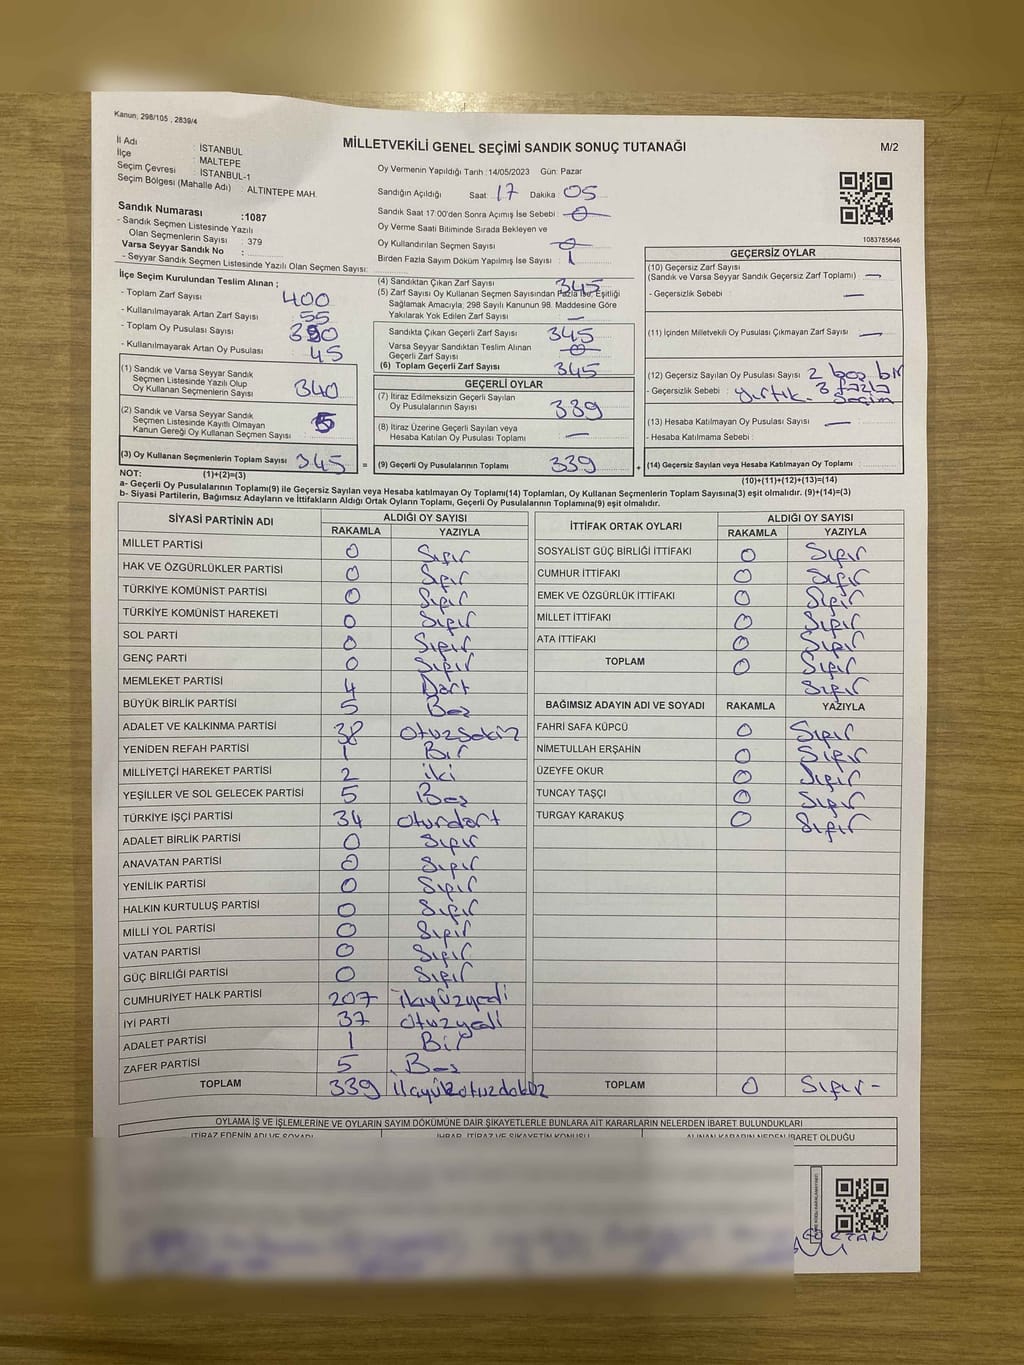 Kanun; 298/105 , 2839/4
MİLLETVEKİLİ GENEL SEÇİMİ SANDIK SONUÇ TUTANAĞI
M/2
İl Adı : İSTANBUL
İlçe : MALTEPE
Seçim Çevresi : İSTANBUL-1
Seçim Bölgesi (Mahalle Adı) : ALTINTEPE MAH.
Sandık Numarası :1087
- Sandık Seçmen Listesinde Yazılı
Olan Seçmenlerin Sayısı : 379
Varsa Seyyar Sandık No :
- Seyyar Sandık Seçmen Listesinde Yazılı Olan Seçmen Sayısı:
Oy Vermenin Yapıldığı Tarih : 14/05/2023 Gün: Pazar
Sandığın Açıldığı Saat 17 Dakika 05
Sandık Saat 17.00'den Sonra Açılmış İse Sebebi : 0
Oy Verme Saati Bitiminde Sırada Bekleyen ve
Oy Kullandırılan Seçmen Sayısı : 0
Birden Fazla Sayım Döküm Yapılmış İse Sayısı : 1
1083785646
İlçe Seçim Kurulundan Teslim Alınan ;
- Toplam Zarf Sayısı : 400
- Kullanılmayarak Artan Zarf Sayısı : 55
- Toplam Oy Pusulası Sayısı : 390
- Kullanılmayarak Artan Oy Pusulası : 45
(1) Sandık ve Varsa Seyyar Sandık
Seçmen Listesinde Yazılı Olup
Oy Kullanan Seçmenlerin Sayısı : 340
(2) Sandık ve Varsa Seyyar Sandık
Seçmen Listesinde Kayıtlı Olmayan
Kanun Gereği Oy Kullanan Seçmen Sayısı : 5
(3) Oy Kullanan Seçmenlerin Toplam Sayısı : 345 =
(4) Sandıktan Çıkan Zarf Sayısı : 345
(5) Zarf Sayısı Oy Kullanan Seçmen Sayısından Fazla İse, Eşitliği
Sağlamak Amacıyla, 298 Sayılı Kanunun 98. Maddesine Göre
Yakılarak Yok Edilen Zarf Sayısı : —
Sandıkta Çıkan Geçerli Zarf Sayısı : 345
Varsa Seyyar Sandıktan Teslim Alınan
Geçerli Zarf Sayısı : 0
(6) Toplam Geçerli Zarf Sayısı : 345
GEÇERLİ OYLAR
(7) İtiraz Edilmeksizin Geçerli Sayılan
Oy Pusulalarının Sayısı : 339
(8) İtiraz Üzerine Geçerli Sayılan veya
Hesaba Katılan Oy Pusulası Toplamı : —
(9) Geçerli Oy Pusulalarının Toplamı : 339 +
GEÇERSİZ OYLAR
(10) Geçersiz Zarf Sayısı
(Sandık ve Varsa Seyyar Sandık Geçersiz Zarf Toplamı) : —
- Geçersizlik Sebebi : —
(11) İçinden Milletvekili Oy Pusulası Çıkmayan Zarf Sayısı : —
(12) Geçersiz Sayılan Oy Pusulası Sayısı : 2 boş bir
- Geçersizlik Sebebi : yırtık. 3 fazla
seçim
(13) Hesaba Katılmayan Oy Pusulası Sayısı : —
- Hesaba Katılmama Sebebi :
(14) Geçersiz Sayılan veya Hesaba Katılmayan Oy Toplamı :
NOT: (1)+(2)=(3)
(10)+(11)+(12)+(13)=(14)
a- Geçerli Oy Pusulalarının Toplamı(9) ile Geçersiz Sayılan veya Hesaba katılmayan Oy Toplamı(14) Toplamları, Oy Kullanan Seçmenlerin Toplam Sayısına(3) eşit olmalıdır. (9)+(14)=(3)
b- Siyasi Partilerin, Bağımsız Adayların ve İttifakların Aldığı Ortak Oyların Toplamı, Geçerli Oy Pusulalarının Toplamına(9) eşit olmalıdır.
SİYASİ PARTİNİN ADI ALDIĞI OY SAYISI
RAKAMLA YAZIYLA
MİLLET PARTİSİ 0 Sıfır
HAK VE ÖZGÜRLÜKLER PARTİSİ 0 Sıfır
TÜRKİYE KOMÜNİST PARTİSİ 0 Sıfır
TÜRKİYE KOMÜNİST HAREKETİ 0 Sıfır
SOL PARTİ 0 Sıfır
GENÇ PARTİ 0 Sıfır
MEMLEKET PARTİSİ 4 Dört
BÜYÜK BİRLİK PARTİSİ 5 Beş
ADALET VE KALKINMA PARTİSİ 38 otuzsekiz
YENİDEN REFAH PARTİSİ 1 Bir
MİLLİYETÇİ HAREKET PARTİSİ 2 iki
YEŞİLLER VE SOL GELECEK PARTİSİ 5 Beş
TÜRKİYE İŞÇİ PARTİSİ 34 oturdört
ADALET BİRLİK PARTİSİ 0 Sıfır
ANAVATAN PARTİSİ 0 Sıfır
YENİLİK PARTİSİ 0 Sıfır
HALKIN KURTULUŞ PARTİSİ 0 Sıfır
MİLLİ YOL PARTİSİ 0 Sıfır
VATAN PARTİSİ 0 Sıfır
GÜÇ BİRLİĞİ PARTİSİ 0 Sıfır
CUMHURİYET HALK PARTİSİ 207 ikiyüzyedi
İYİ PARTİ 37 otuzyedi
ADALET PARTİSİ 1 Bir
ZAFER PARTİSİ 5 Beş
TOPLAM 339
İTTİFAK ORTAK OYLARI ALDIĞI OY SAYISI
RAKAMLA YAZIYLA
SOSYALİST GÜÇ BİRLİĞİ İTTİFAKI 0 Sıfır
CUMHUR İTTİFAKI 0 Sıfır
EMEK VE ÖZGÜRLÜK İTTİFAKI 0 Sıfır
MİLLET İTTİFAKI 0 Sıfır
ATA İTTİFAKI 0 Sıfır
TOPLAM 0 Sıfır
Sıfır
BAĞIMSIZ ADAYIN ADI VE SOYADI RAKAMLA YAZIYLA
FAHRİ SAFA KÜPCÜ 0 Sıfır
NİMETULLAH ERŞAHİN 0 Sıfır
ÜZEYFE OKUR 0 Sıfır
TUNCAY TAŞÇI 0 Sıfır
TURGAY KARAKUŞ 0 Sıfır
TOPLAM 0 Sıfır-
OYLAMA İŞ VE İŞLEMLERİNE VE OYLARIN SAYIM DÖKÜMÜNE DAİR ŞİKAYETLERLE BUNLARA AİT KARARLARIN NELERDEN İBARET BULUNDUKLARI
İTİRAZ EDENİN ADI VE SOYADI İHBAR, İTİRAZ VE ŞİKAYETİN KONUSU ALINAN KARARIN NEDEN İBARET OLDUĞU